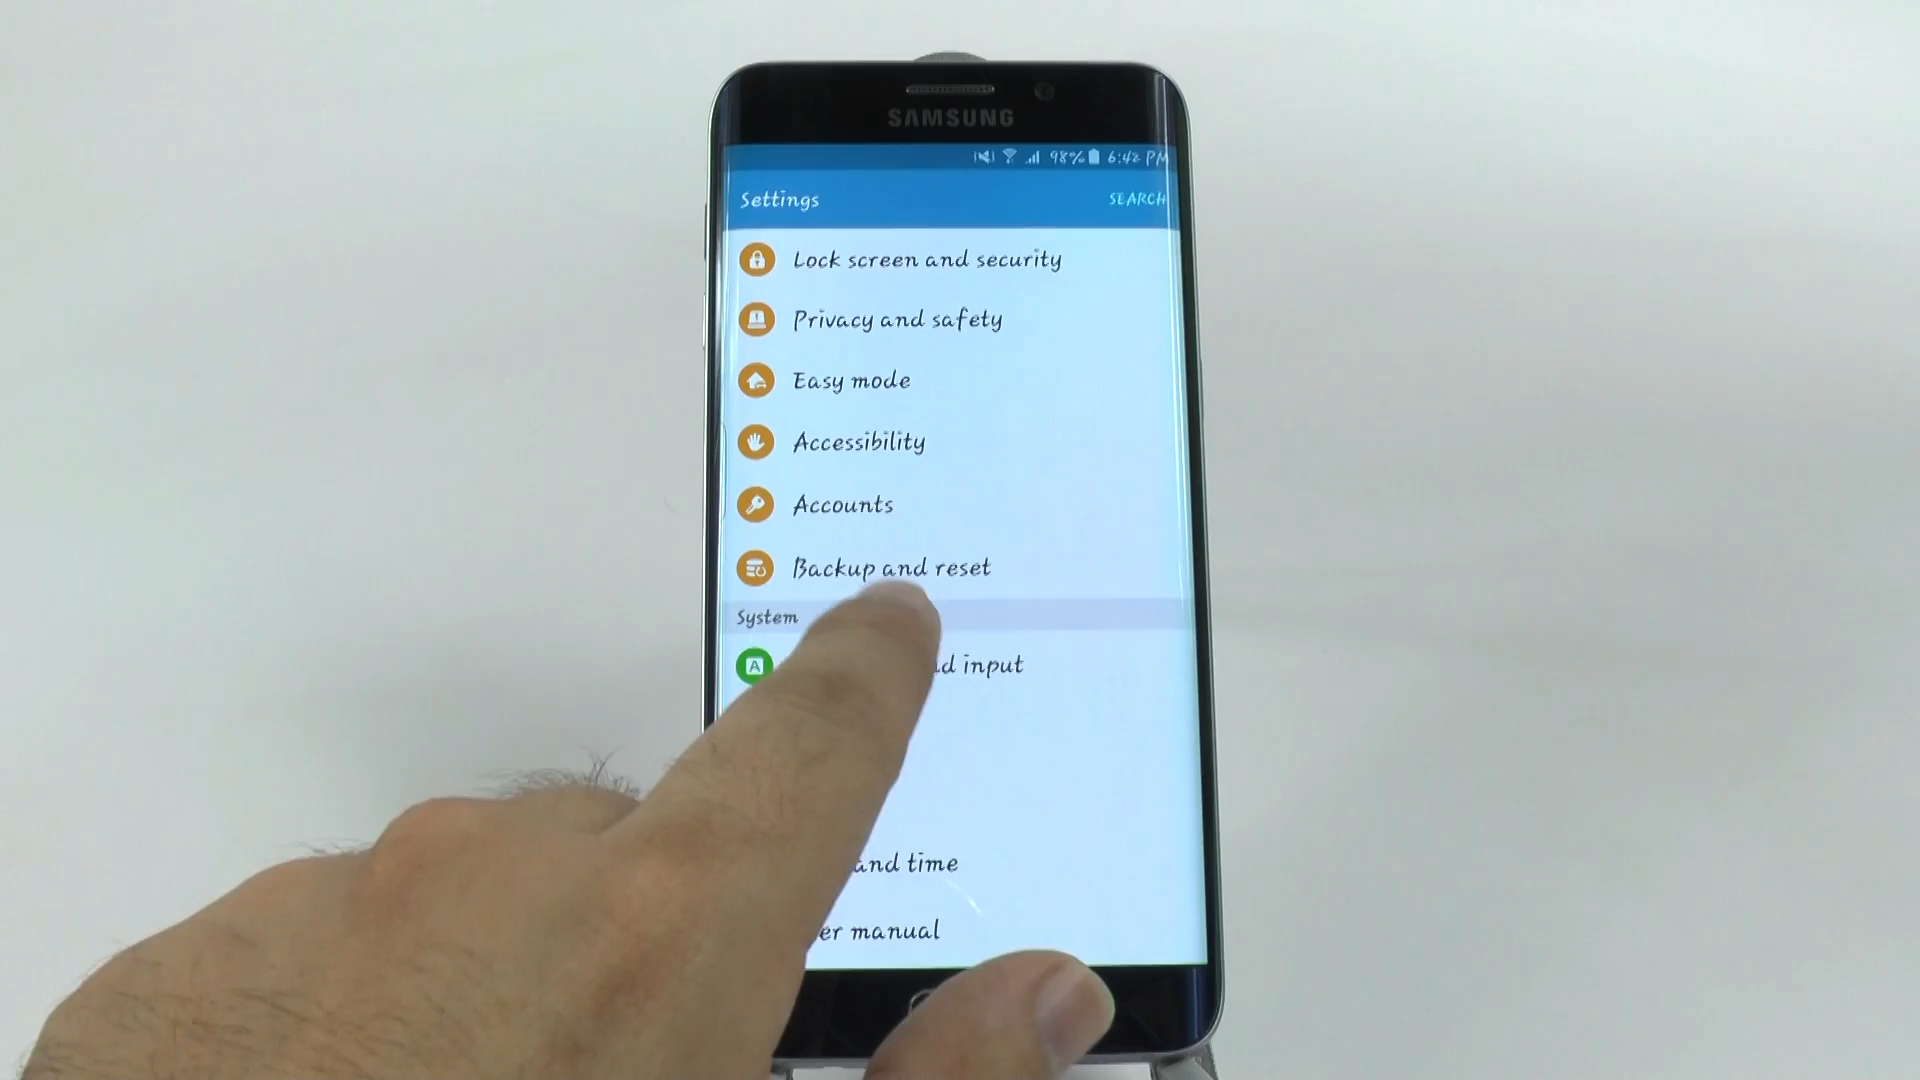 SAMSUNG
98% 6:42 PM
Settings
SEARCH
Lock screen and security
Privacy and safety
Easy mode
Accessibility
Accounts
Backup and reset
System
A
input
and time
manual